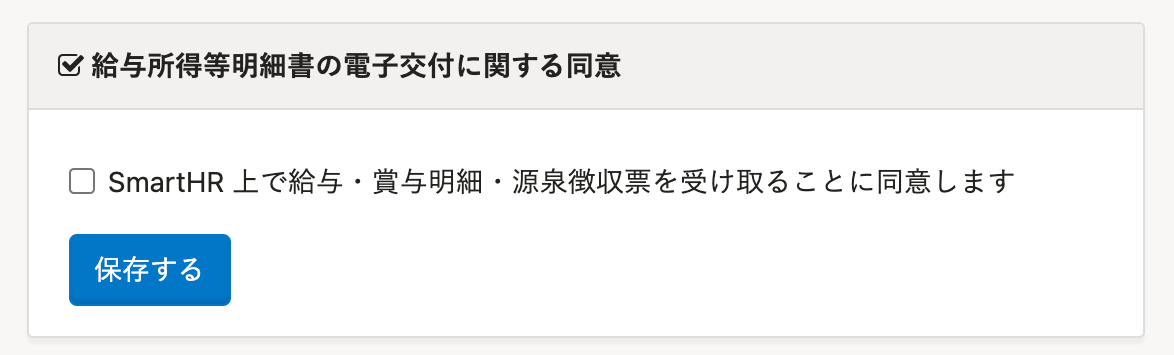 給与所得等明細書の電子交付に関する同意
SmartHR 上で給与・賞与明細・源泉徴収票を受け取ることに同意します
保存する